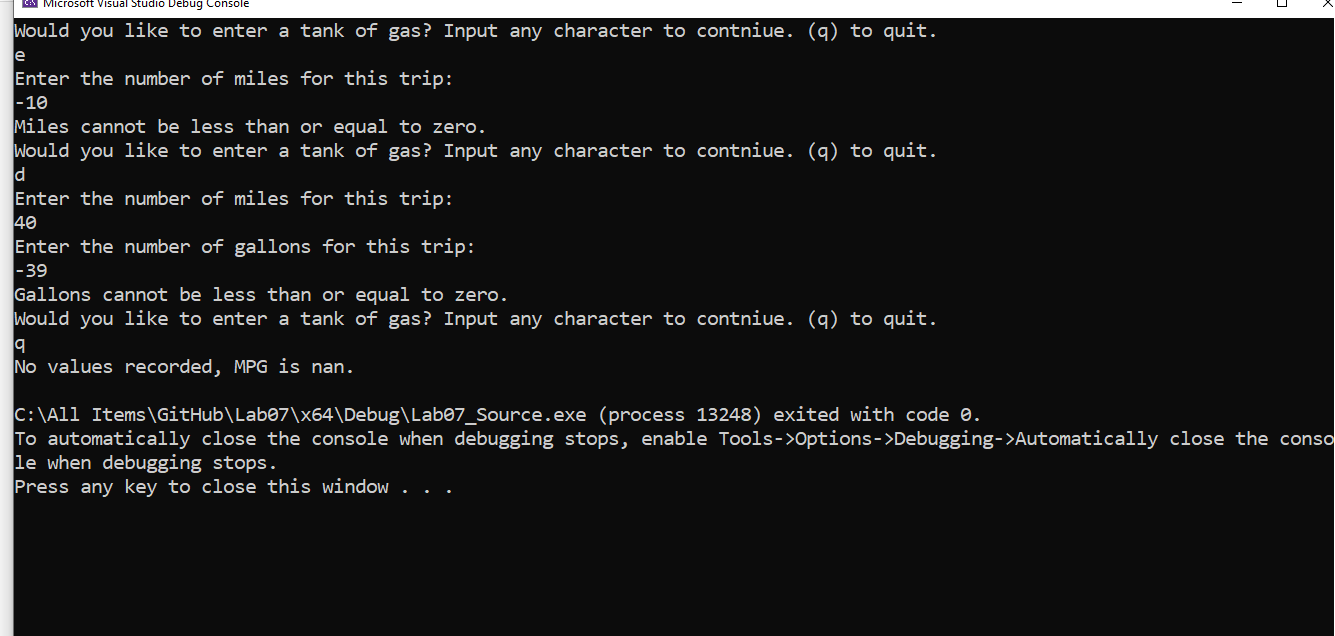 Microsoft Visual Studio Debug Console
Would you like to enter a tank of gas? Input any character to contniue. (q) to quit.
e
Enter the number of miles for this trip:
-10
Miles cannot be less than or equal to zero.
Would you like to enter a tank of gas? Input any character to contniue. (q) to quit.
d
Enter the number of miles for this trip:
40
Enter the number of gallons for this trip:
-39
Gallons cannot be less than or equal to zero.
Would you like to enter a tank of gas? Input any character to contniue. (q) to quit.
q
No values recorded, MPG is nan.
C:\All Items\GitHub\Lab07\x64\Debug\Lab07_Source.exe (process 13248) exited with code 0.
To automatically close the console when debugging stops, enable Tools->Options->Debugging->Automatically close the conso
le when debugging stops.
Press any key to close this window . . .